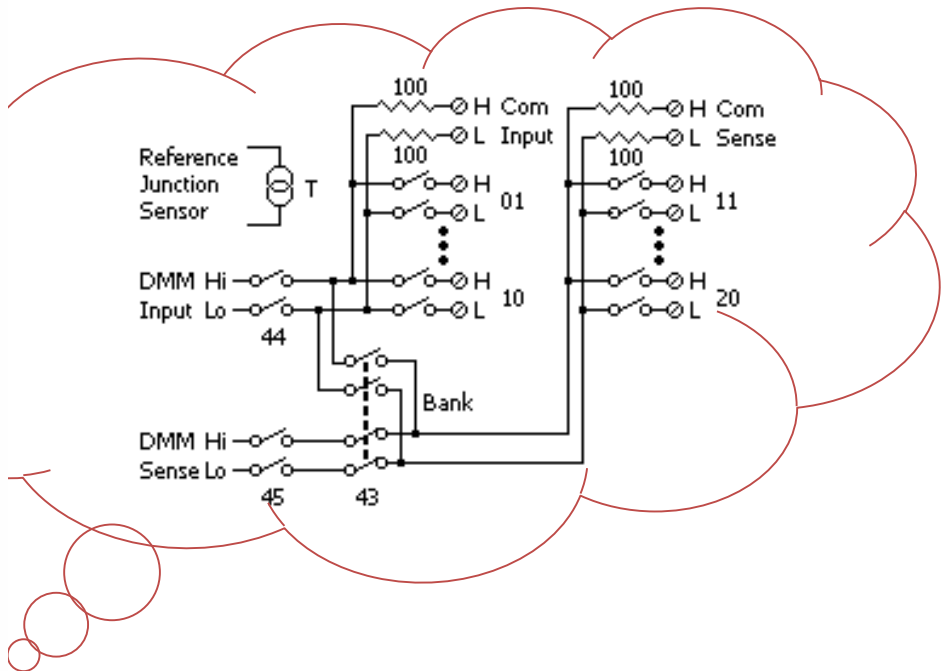 100
H Com
L Input
100
100
H Com
L Sense
100
Reference
Junction
Sensor
T
H
01
L
H
11
L
DMM Hi
Input Lo
44
H
10
L
H
20
L
Bank
DMM Hi
Sense Lo
45
43